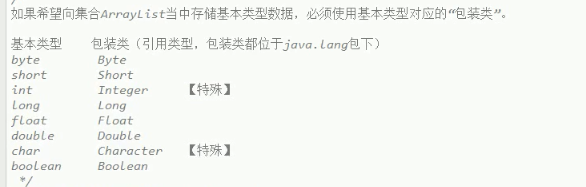 /*
如果希望向集合ArrayList当中存储基本类型数据，必须使用基本类型对应的“包装类”。
基本类型    包装类（引用类型，包装类都位于java.lang包下）
byte    Byte
short    Short
int    Integer    【特殊】
long    Long
float    Float
double    Double
char    Character    【特殊】
boolean    Boolean
*/